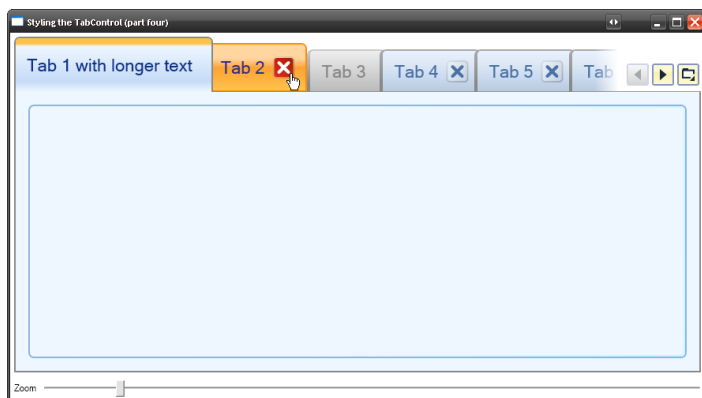 Styling the TabControl (part four)
Tab 1 with longer text
Tab 2
Tab 3
Tab 4
Tab 5
Tab
Zoom